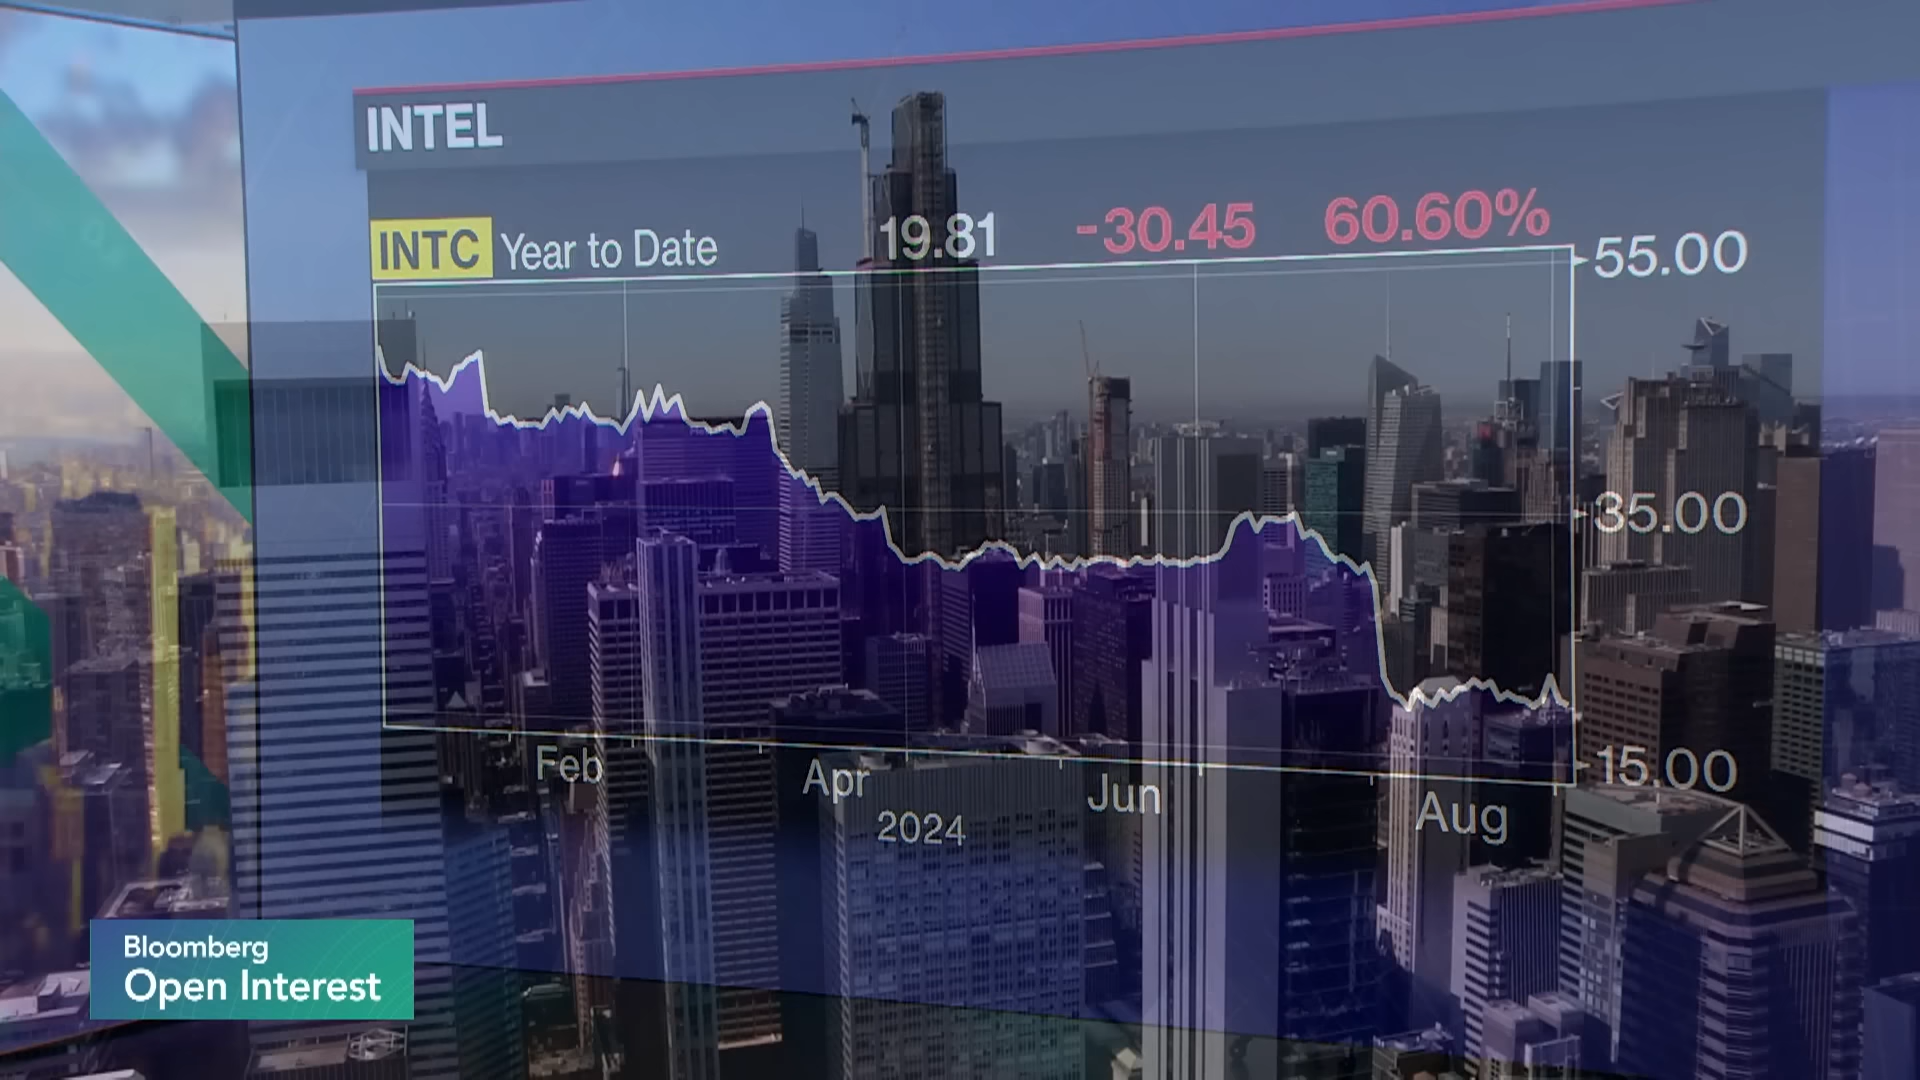 INTEL
INTC Year to Date 19.81 -30.45 60.60%
55.00
35.00
15.00
Feb Apr Jun Aug
2024
Bloomberg
Open Interest